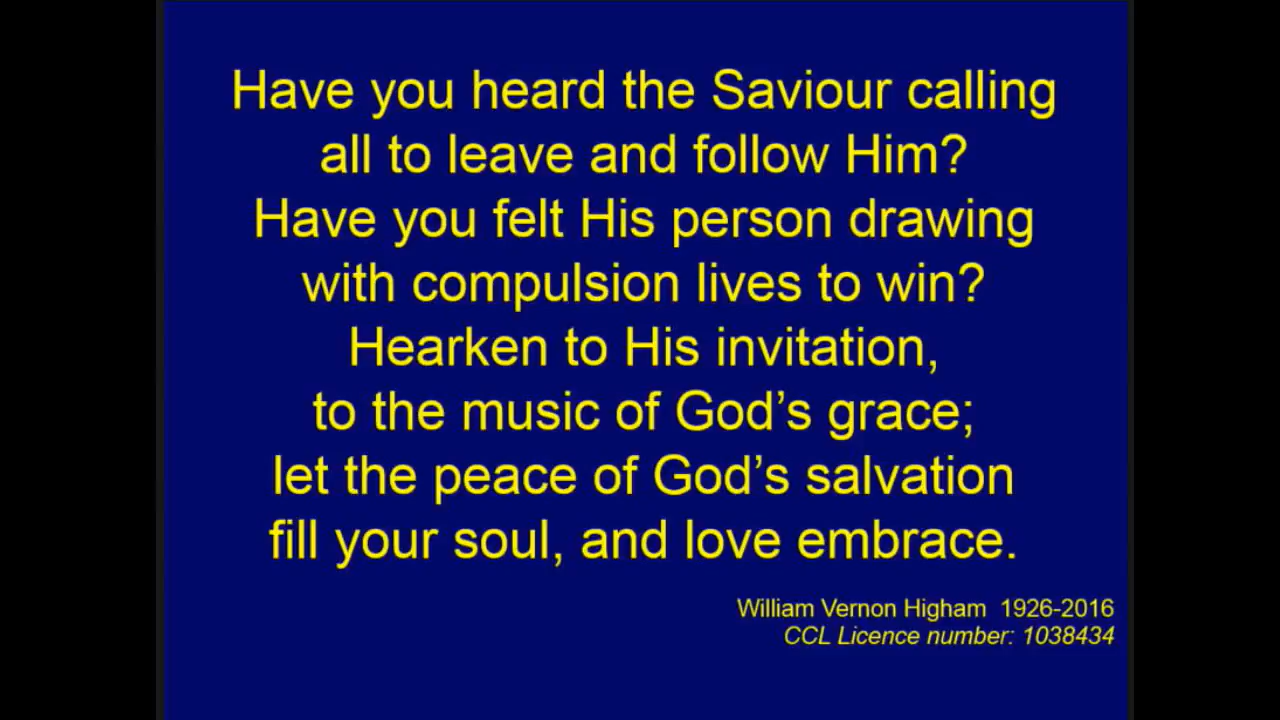 Have you heard the Saviour calling
all to leave and follow Him?
Have you felt His person drawing
with compulsion lives to win?
Hearken to His invitation,
to the music of God’s grace;
let the peace of God’s salvation
fill your soul, and love embrace.
William Vernon Higham  1926-2016
CCL Licence number: 1038434